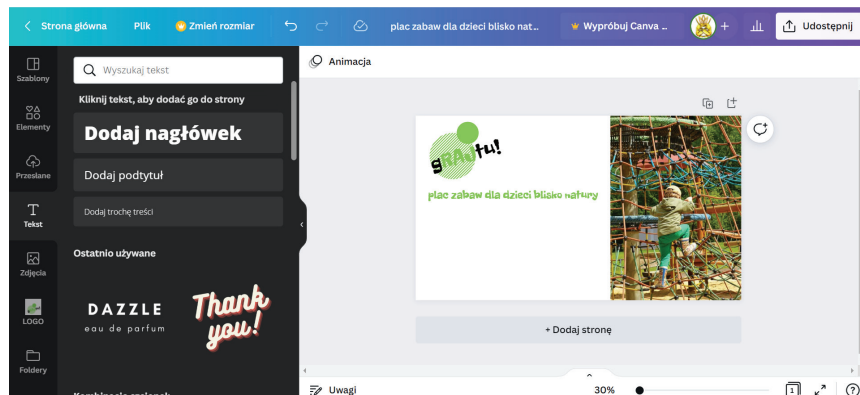 Strona główna
Plik
Zmień rozmiar
plac zabaw dla dzieci blisko nat...
Wypróbuj Canva ...
+
Udostępnij
Szablony
Elementy
Przesłane
Tekst
Zdjęcia
LOGO
Foldery
Wyszukaj tekst
Kliknij tekst, aby dodać go do strony
Dodaj nagłówek
Dodaj podtytuł
Dodaj trochę treści
Ostatnio używane
DAZZLE
eau de parfum
Thank
you!
Animacja
gRAJtu!
plac zabaw dla dzieci blisko natury
+ Dodaj stronę
Uwagi
30%
1
?